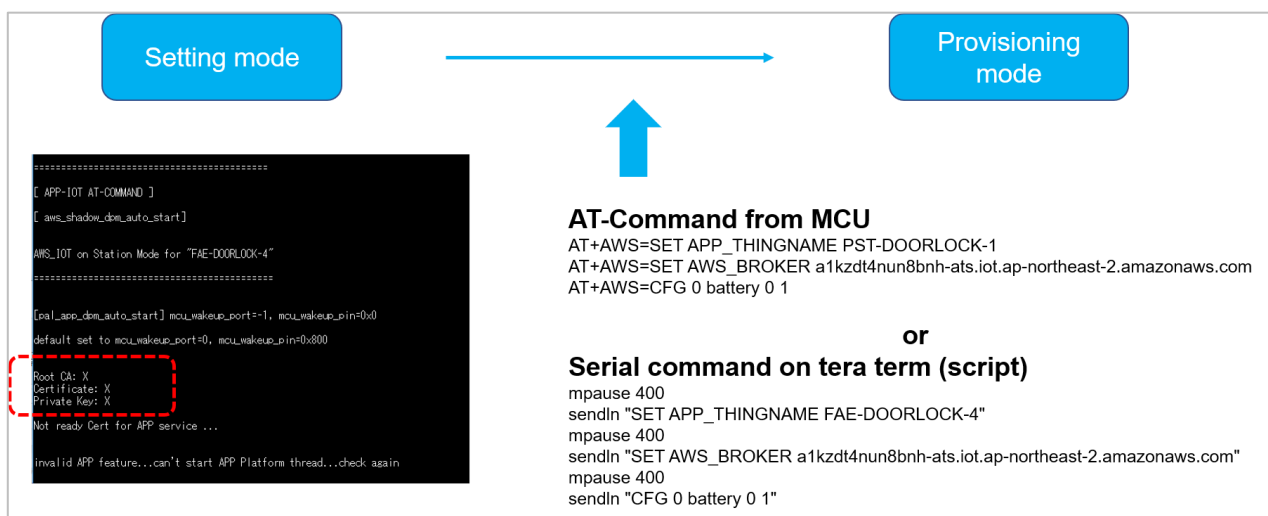 Setting mode
Provisioning
mode
===========================================
[ APP-IOT AT-COMMAND ]
[ aws_shadow_dpm_auto_start]
AWS_IOT on Station Mode for "FAE-DOORLOCK-4"
============================================
[pal_app_dpm_auto_start] mcu_wakeup_port=-1, mcu_wakeup_pin=0x0
default set to mcu_wakeup_port=0, mcu_wakeup_pin=0x800
Root CA: X
Certificate: X
Private Key: X
Not ready Cert for APP service ...
invalid APP feature...can't start APP Platform thread...check again
AT-Command from MCU
AT+AWS=SET APP_THINGNAME PST-DOORLOCK-1
AT+AWS=SET AWS_BROKER a1kzdt4nun8bnh-ats.iot.ap-northeast-2.amazonaws.com
AT+AWS=CFG 0 battery 0 1
or
Serial command on tera term (script)
mpause 400
sendln "SET APP_THINGNAME FAE-DOORLOCK-4"
mpause 400
sendln "SET AWS_BROKER a1kzdt4nun8bnh-ats.iot.ap-northeast-2.amazonaws.com"
mpause 400
sendln "CFG 0 battery 0 1"